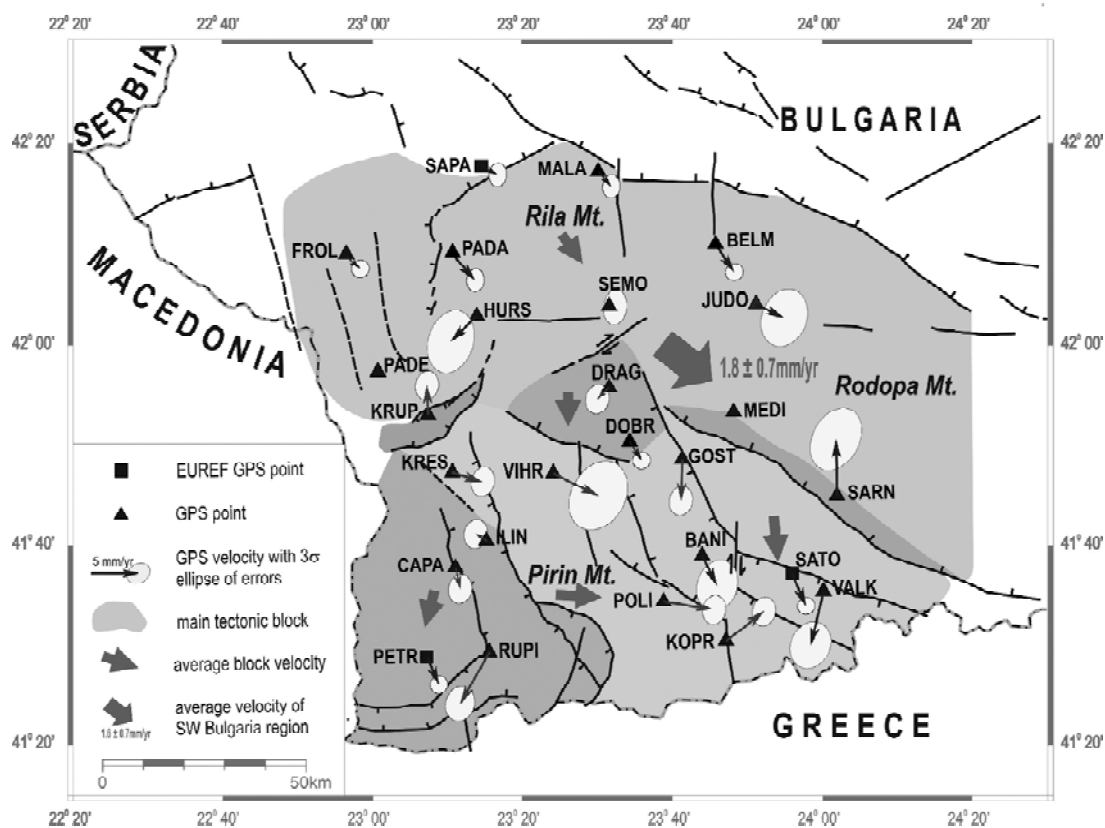 22° 20' 22° 40' 23° 00' 23° 20' 23° 40' 24° 00' 24° 20'
SERBIA
BULGARIA
42° 20' 42° 20'
SAPA
MALA
Rila Mt.
FROL
PADA
BELM
MACEDONIA
SEMO
JUDO
HURS
42° 00' 42° 00'
PADE
DRAG
1.8 ± 0.7mm/yr
Rodopa Mt.
KRUP
MEDI
DOBR
KRES
VIHR
GOST
SARN
EUREF GPS point
GPS point
41° 40' 41° 40'
ILIN
BANI
5 mm/yr
GPS velocity with 3σ
ellipse of errors
CAPA
Pirin Mt.
SATO
VALK
POLI
main tectonic block
KOPR
average block velocity
PETR
RUPI
average velocity of
SW Bulgaria region
1.8 ± 0.7mm/yr
GREECE
41° 20' 41° 20'
0 50km
22° 20' 22° 40' 23° 00' 23° 20' 23° 40' 24° 00' 24° 20'